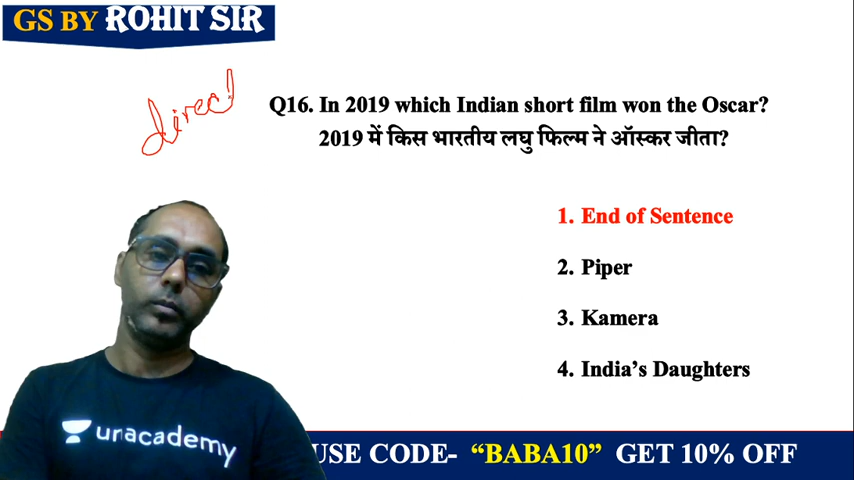 GS BY ROHIT SIR
direct
Q16. In 2019 which Indian short film won the Oscar?
2019 में किस भारतीय लघु फिल्म ने ऑस्कर जीता?
1. End of Sentence
2. Piper
3. Kamera
4. India’s Daughters
unacademy
USE CODE- “BABA10” GET 10% OFF